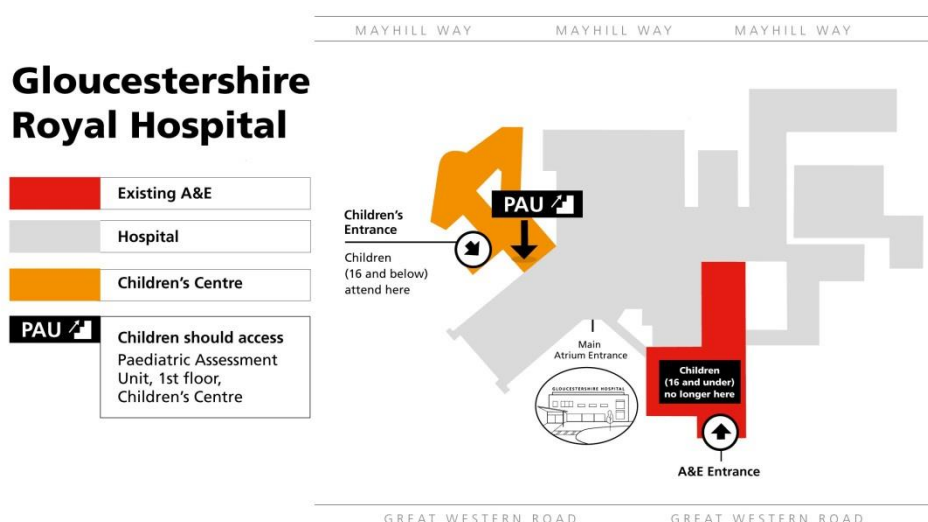 MAYHILL WAY MAYHILL WAY MAYHILL WAY
Gloucestershire
Royal Hospital
Existing A&E
Hospital
Children's Centre
PAU
Children should access
Paediatric Assessment
Unit, 1st floor,
Children's Centre
PAU
Children's
Entrance
Children
(16 and below)
attend here
Main
Atrium Entrance
GLOUCESTERSHIRE HOSPITAL
Children
(16 and under)
no longer here
A&E Entrance
GREAT WESTERN ROAD GREAT WESTERN ROAD